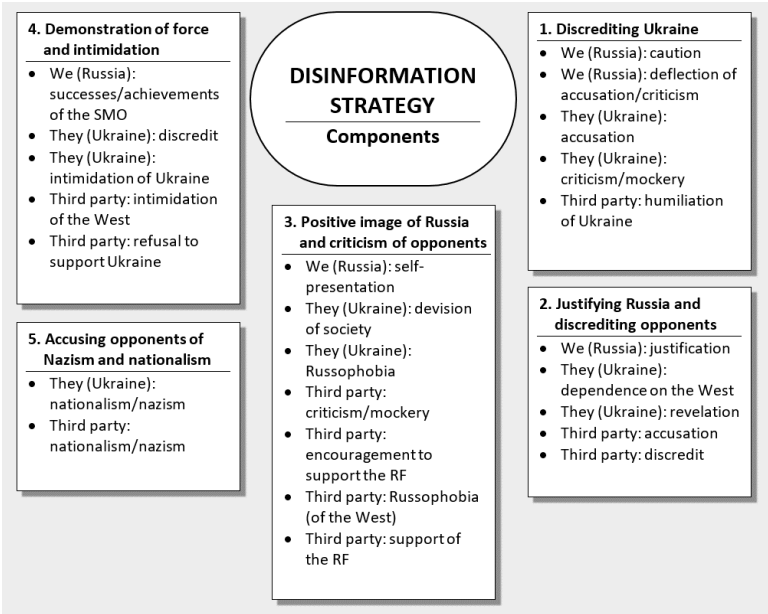 DISINFORMATION
STRATEGY
Components
1. Discrediting Ukraine
• We (Russia): caution
• We (Russia): deflection of
accusation/criticism
• They (Ukraine):
accusation
• They (Ukraine):
criticism/mockery
• Third party: humiliation
of Ukraine
2. Justifying Russia and
discrediting opponents
• We (Russia): justification
• They (Ukraine):
dependence on the West
• They (Ukraine): revelation
• Third party: accusation
• Third party: discredit
3. Positive image of Russia
and criticism of opponents
• We (Russia): self-
presentation
• They (Ukraine): devision
of society
• They (Ukraine):
Russophobia
• Third party:
criticism/mockery
• Third party:
encouragement to
support the RF
• Third party: Russophobia
(of the West)
• Third party: support of
the RF
4. Demonstration of force
and intimidation
• We (Russia):
successes/achievements
of the SMO
• They (Ukraine): discredit
• They (Ukraine):
intimidation of Ukraine
• Third party: intimidation
of the West
• Third party: refusal to
support Ukraine
5. Accusing opponents of
Nazism and nationalism
• They (Ukraine):
nationalism/nazism
• Third party:
nationalism/nazism